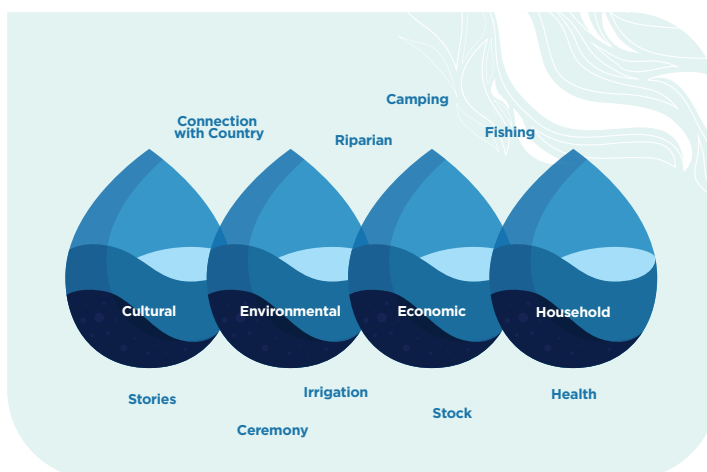 Camping
Connection
with Country
Riparian
Fishing
Cultural
Environmental
Economic
Household
Stories
Irrigation
Health
Stock
Ceremony